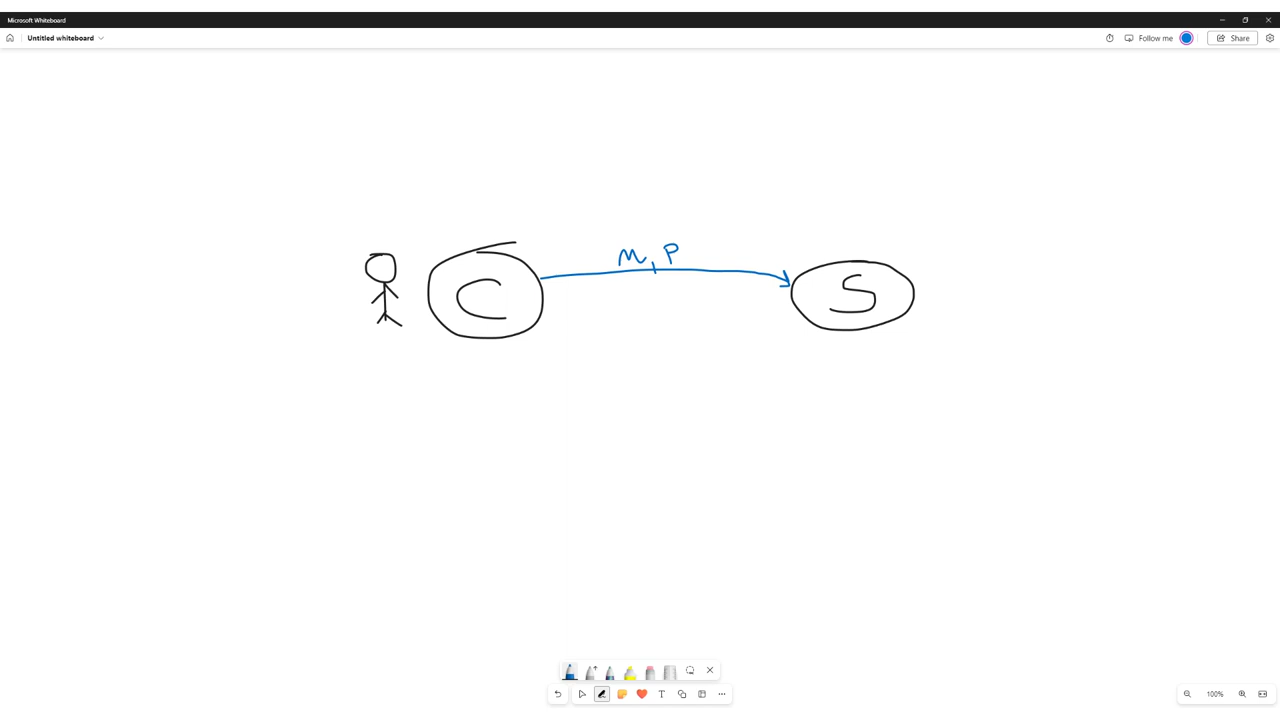 Microsoft Whiteboard
Untitled whiteboard
Follow me
Share
M, P
C
S
T
100%